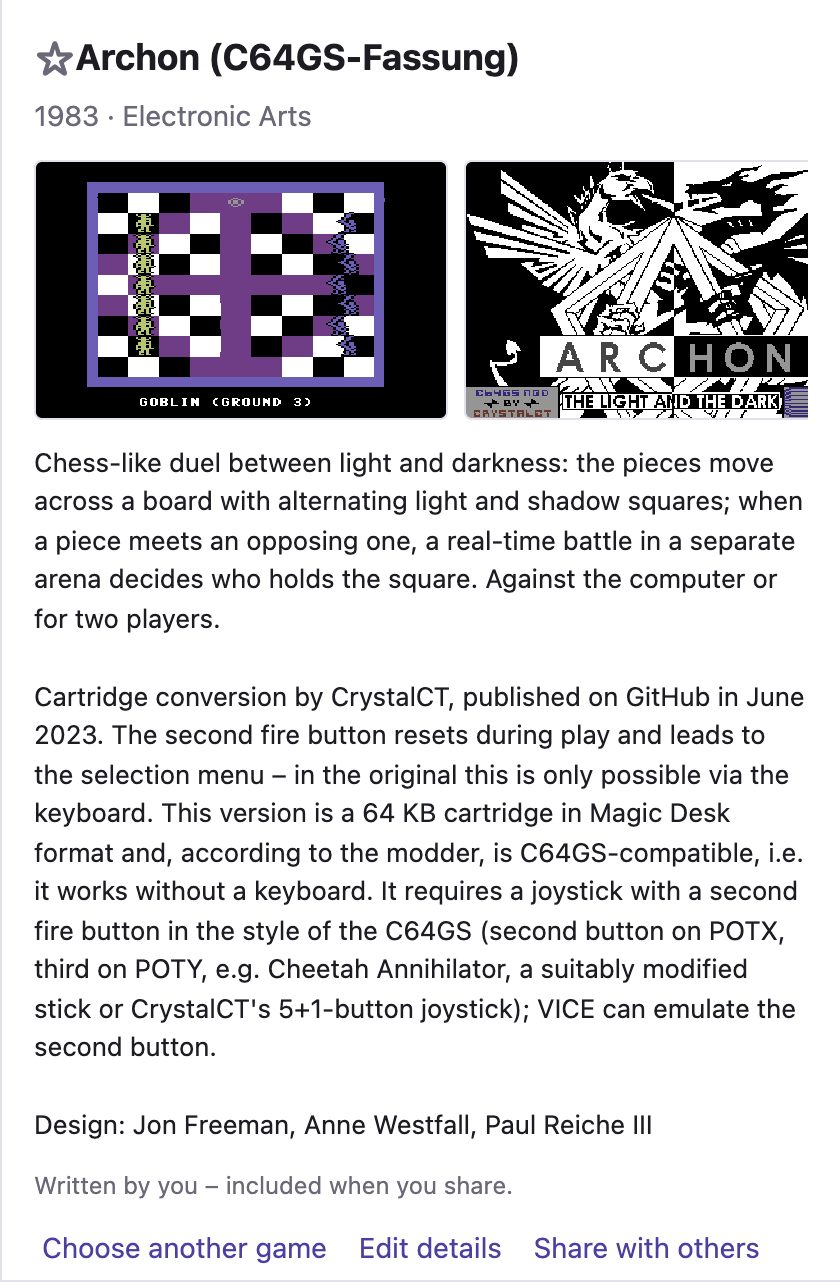 Archon (C64GS-Fassung)
1983 · Electronic Arts
GOBLIN (GROUND 3)
ARCHON
C64GS MOD
BY
CRYSTALCT
THE LIGHT AND THE DARK
Chess-like duel between light and darkness: the pieces move
across a board with alternating light and shadow squares; when
a piece meets an opposing one, a real-time battle in a separate
arena decides who holds the square. Against the computer or
for two players.
Cartridge conversion by CrystalCT, published on GitHub in June
2023. The second fire button resets during play and leads to
the selection menu – in the original this is only possible via the
keyboard. This version is a 64 KB cartridge in Magic Desk
format and, according to the modder, is C64GS-compatible, i.e.
it works without a keyboard. It requires a joystick with a second
fire button in the style of the C64GS (second button on POTX,
third on POTY, e.g. Cheetah Annihilator, a suitably modified
stick or CrystalCT's 5+1-button joystick); VICE can emulate the
second button.
Design: Jon Freeman, Anne Westfall, Paul Reiche III
Written by you – included when you share.
Choose another game Edit details Share with others